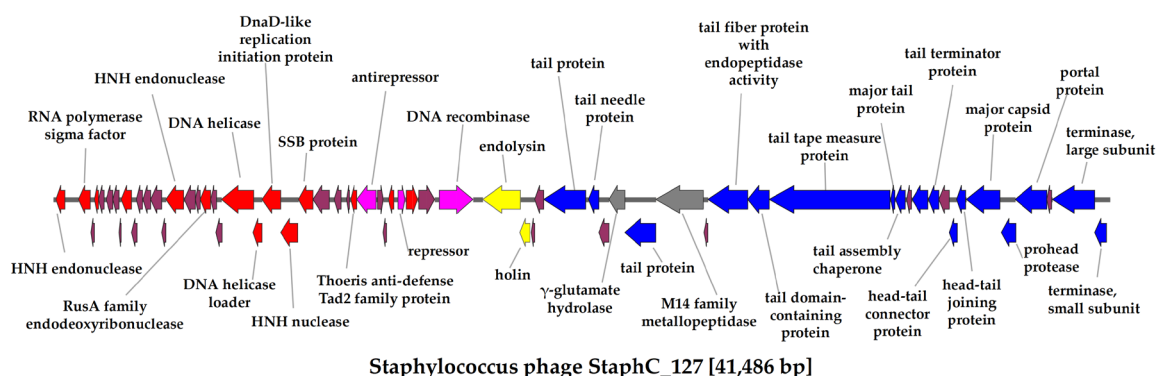 DnaD-like
replication
initiation protein
HNH endonuclease
RNA polymerase
sigma factor
DNA helicase
SSB protein
antirepressor
DNA recombinase
endolysin
tail protein
tail needle
protein
tail fiber protein
with
endopeptidase
activity
tail tape measure
protein
major tail
protein
tail terminator
protein
major capsid
protein
portal
protein
terminase,
large subunit
HNH endonuclease
RusA family
endodeoxyribonuclease
DNA helicase
loader
HNH nuclease
Thoeris anti-defense
Tad2 family protein
repressor
holin
γ-glutamate
hydrolase
tail protein
M14 family
metallopeptidase
tail domain-
containing
protein
tail assembly
chaperone
head-tail
connector
protein
head-tail
joining
protein
prohead
protease
terminase,
small subunit
Staphylococcus phage StaphC_127 [41,486 bp]